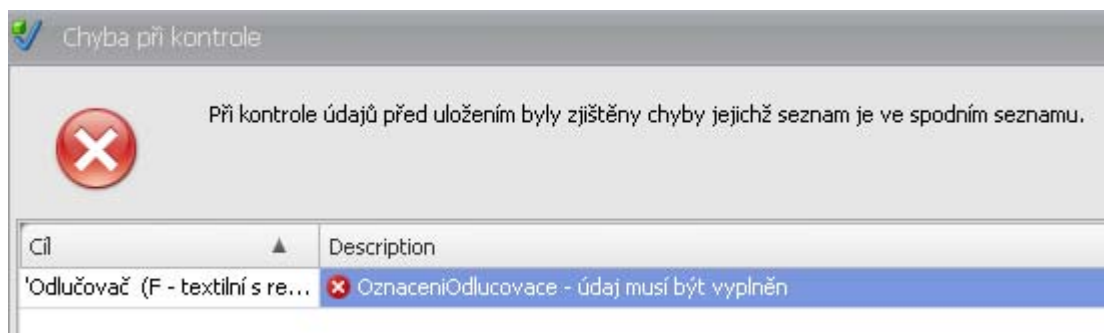 Chyba při kontrole
Při kontrole údajů před uložením byly zjištěny chyby jejichž seznam je ve spodním seznamu.
Cíl Description
'Odlučovač (F - textilní s re... OznaceniOdlucovace - údaj musí být vyplněn